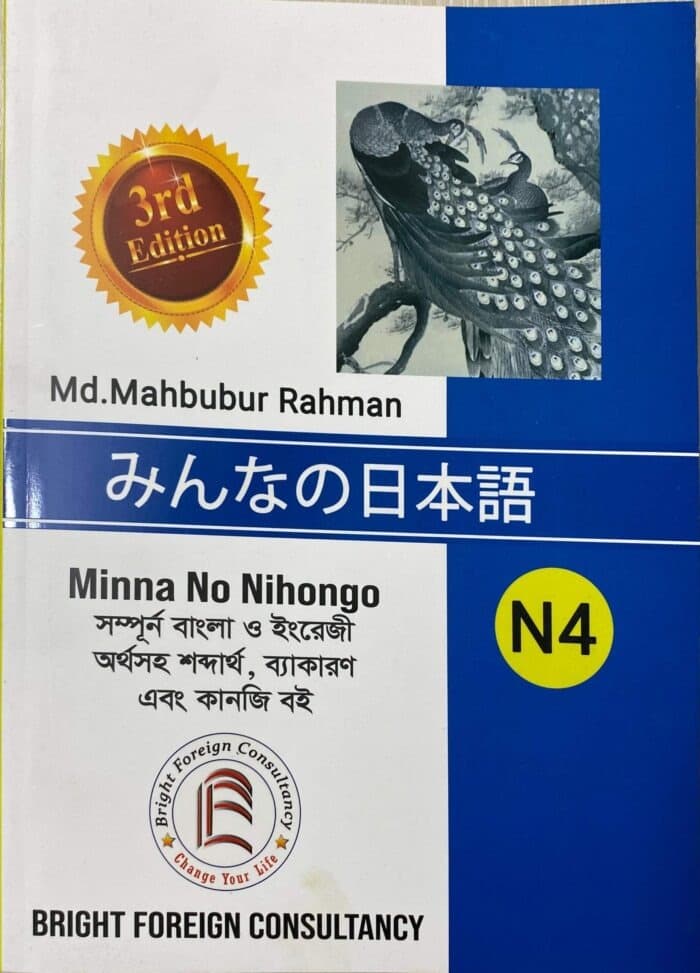 3rd
Edition
Md.Mahbubur Rahman
みんなの日本語
Minna No Nihongo
N4
সম্পূর্ন বাংলা ও ইংরেজী
অর্থসহ শব্দার্থ, ব্যাকারণ
এবং কানজি বই
Bright Foreign Consultancy
Change Your Life
BRIGHT FOREIGN CONSULTANCY